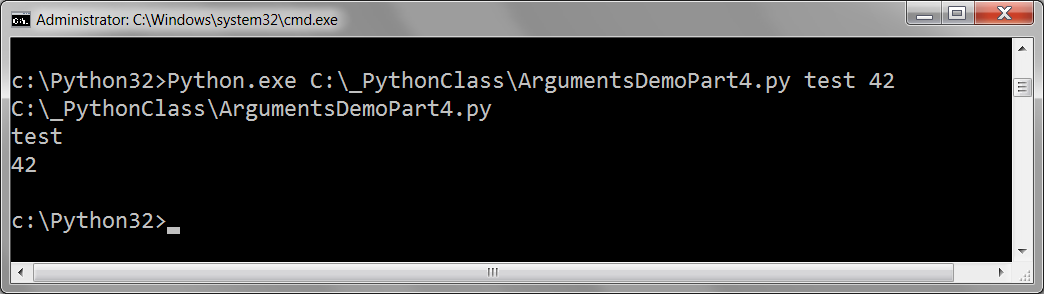 Administrator: C:\Windows\system32\cmd.exe
c:\Python32>Python.exe C:\_PythonClass\ArgumentsDemoPart4.py test 42
C:\_PythonClass\ArgumentsDemoPart4.py
test
42
c:\Python32>